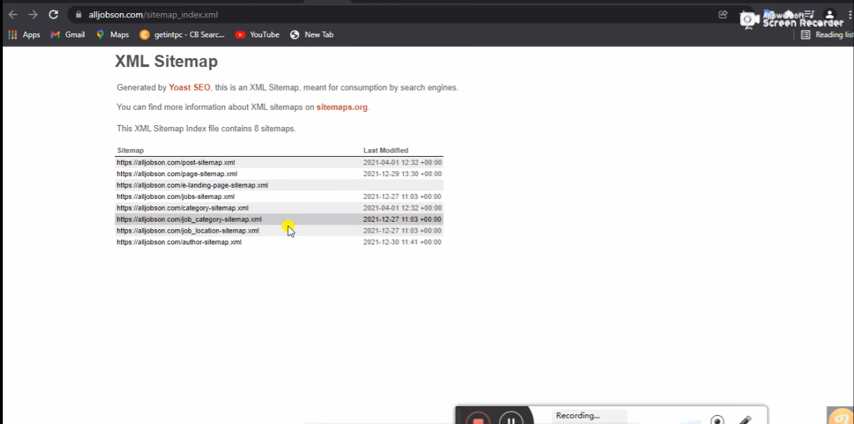 alljobson.com/sitemap_index.xml
Screen Recorder
Apps Gmail Maps getintpc - CB Searc... YouTube New Tab Reading list
XML Sitemap
Generated by Yoast SEO, this is an XML Sitemap, meant for consumption by search engines.
You can find more information about XML sitemaps on sitemaps.org.
This XML Sitemap Index file contains 8 sitemaps.
Sitemap Last Modified
https://alljobson.com/post-sitemap.xml 2021-04-01 12:32 +00:00
https://alljobson.com/page-sitemap.xml 2021-12-29 13:30 +00:00
https://alljobson.com/e-landing-page-sitemap.xml
https://alljobson.com/jobs-sitemap.xml 2021-12-27 11:03 +00:00
https://alljobson.com/category-sitemap.xml 2021-04-01 12:32 +00:00
https://alljobson.com/job_category-sitemap.xml 2021-12-27 11:03 +00:00
https://alljobson.com/job_location-sitemap.xml 2021-12-27 11:03 +00:00
https://alljobson.com/author-sitemap.xml 2021-12-30 11:41 +00:00
Recording...